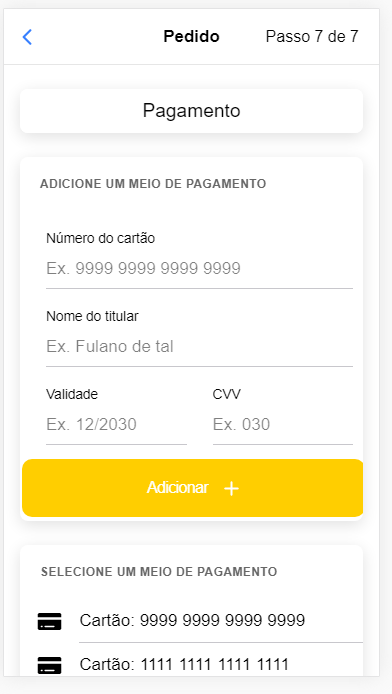 Pedido Passo 7 de 7
Pagamento
ADICIONE UM MEIO DE PAGAMENTO
Número do cartão
Ex. 9999 9999 9999 9999
Nome do titular
Ex. Fulano de tal
Validade CVV
Ex. 12/2030 Ex. 030
Adicionar +
SELECIONE UM MEIO DE PAGAMENTO
Cartão: 9999 9999 9999 9999
Cartão: 1111 1111 1111 1111